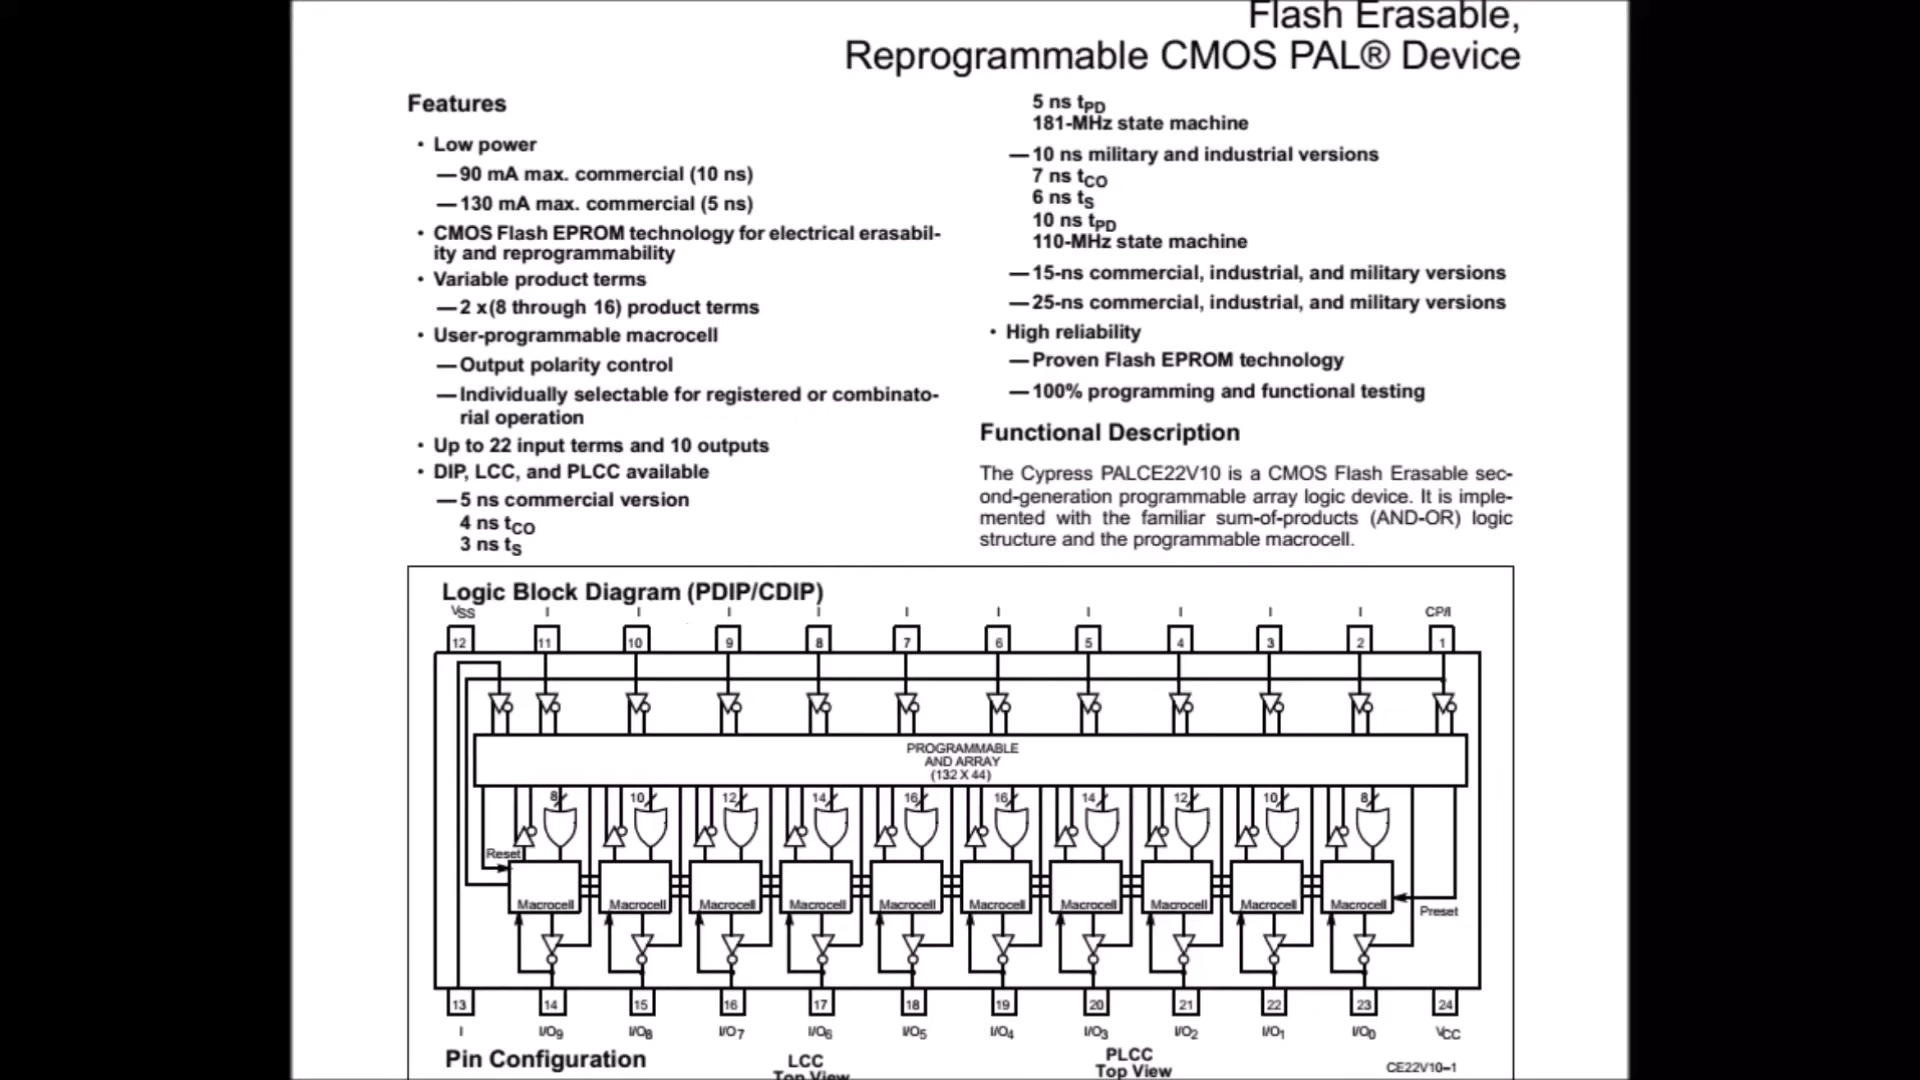 Flash Erasable,
Reprogrammable CMOS PAL® Device
Features
• Low power
— 90 mA max. commercial (10 ns)
— 130 mA max. commercial (5 ns)
• CMOS Flash EPROM technology for electrical erasabil-
ity and reprogrammability
• Variable product terms
— 2 x(8 through 16) product terms
• User-programmable macrocell
— Output polarity control
— Individually selectable for registered or combinato-
rial operation
• Up to 22 input terms and 10 outputs
• DIP, LCC, and PLCC available
— 5 ns commercial version
4 ns tCO
3 ns tS
5 ns tPD
181-MHz state machine
— 10 ns military and industrial versions
7 ns tCO
6 ns tS
10 ns tPD
110-MHz state machine
— 15-ns commercial, industrial, and military versions
— 25-ns commercial, industrial, and military versions
• High reliability
— Proven Flash EPROM technology
— 100% programming and functional testing
Functional Description
The Cypress PALCE22V10 is a CMOS Flash Erasable sec-
ond-generation programmable array logic device. It is imple-
mented with the familiar sum-of-products (AND-OR) logic
structure and the programmable macrocell.
Logic Block Diagram (PDIP/CDIP)
VSS I I I I I I I I I I CP/I
12 11 10 9 8 7 6 5 4 3 2 1
PROGRAMMABLE
AND ARRAY
(132 X 44)
8 10 12 14 16 16 14 12 10 8
Reset
Macrocell Macrocell Macrocell Macrocell Macrocell Macrocell Macrocell Macrocell Macrocell Macrocell
Preset
13 14 15 16 17 18 19 20 21 22 23 24
I I/O9 I/O8 I/O7 I/O6 I/O5 I/O4 I/O3 I/O2 I/O1 I/O0 VCC
Pin Configuration
LCC
Top View
PLCC
Top View
CE22V10–1